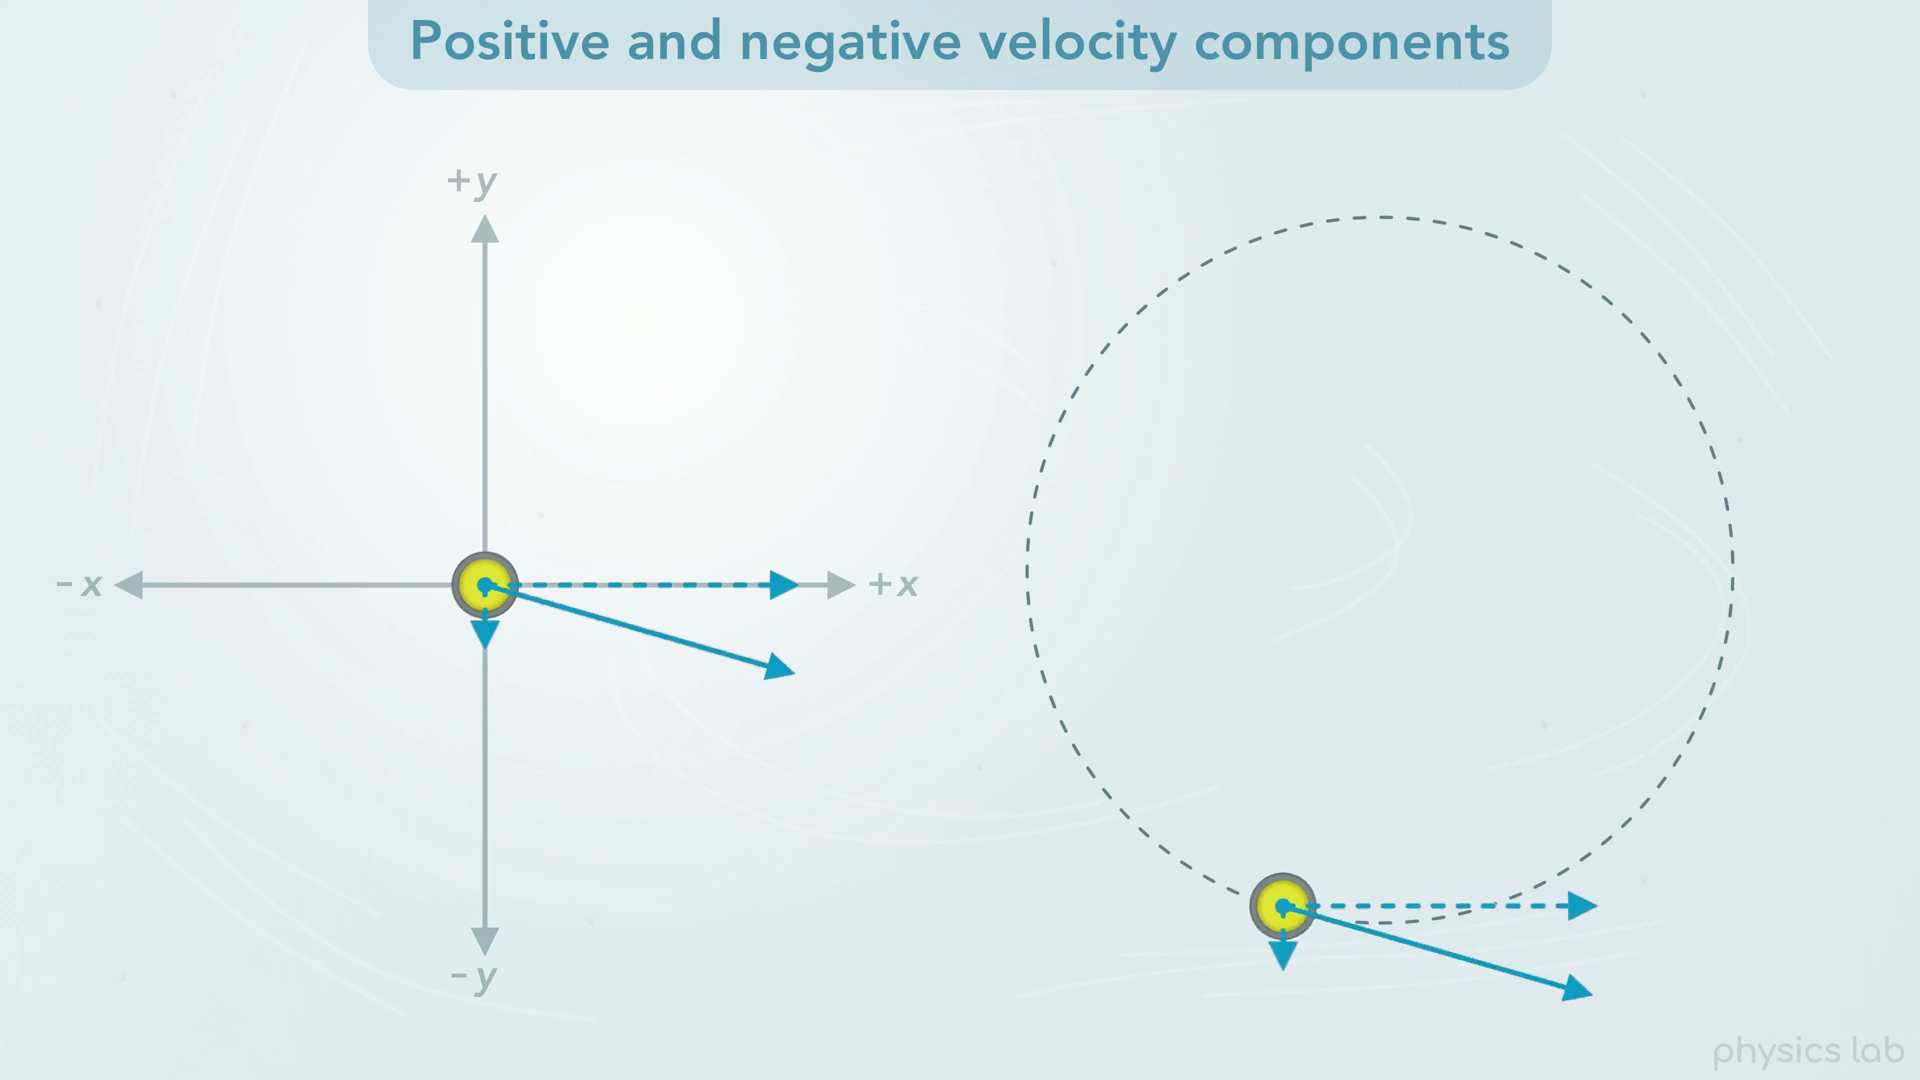 Positive and negative velocity components
+y
-x
+x
-y
physics lab